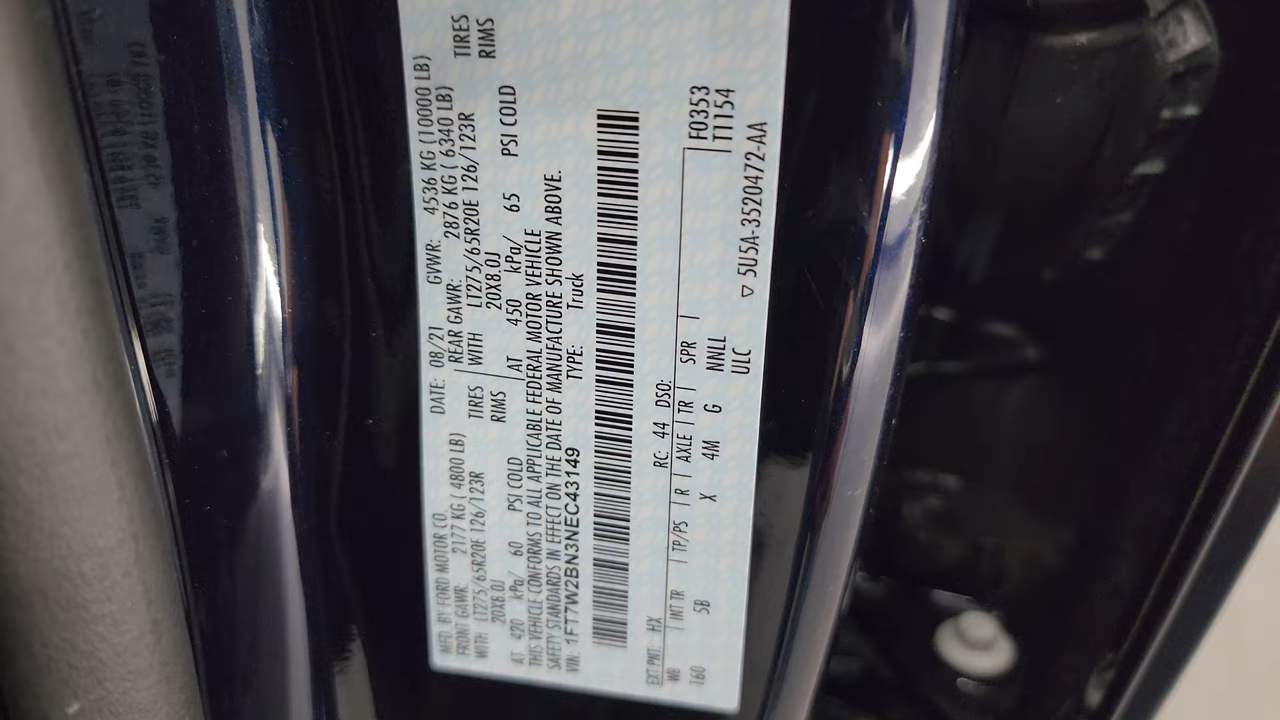 MFD. BY FORD MOTOR CO.
DATE: 08/21 GVWR: 4536 KG (10000 LB)
FRONT GAWR: 2177 KG ( 4800 LB)
REAR GAWR: 2876 KG ( 6340 LB)
WITH LT275/65R20E 126/123R TIRES
WITH LT275/65R20E 126/123R TIRES
20X8.0J RIMS
20X8.0J RIMS
AT 420 kPa/ 60 PSI COLD
AT 450 kPa/ 65 PSI COLD
THIS VEHICLE CONFORMS TO ALL APPLICABLE FEDERAL MOTOR VEHICLE
SAFETY STANDARDS IN EFFECT ON THE DATE OF MANUFACTURE SHOWN ABOVE.
VIN: 1FT7W2BN3NEC43149 TYPE: Truck
EXT PNT: HX RC: 44 DSO:
WB INT TR TP/PS R AXLE TR SPR F0353
160 5B X 4M G NNLL T1154
ULC
▽ 5U5A-3520472-AA